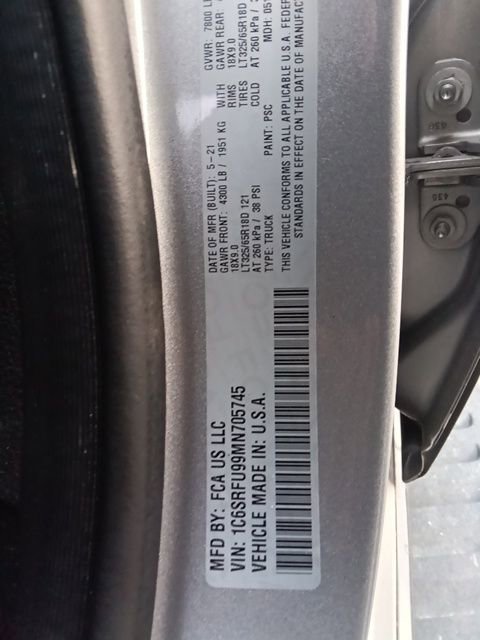 MFD BY: FCA US LLC
VIN: 1C6SRFU99MN705745
VEHICLE MADE IN: U.S.A.
DATE OF MFR (BUILT): 5-21
GVWR: 7800
GAWR FRONT: 4300 LB / 1951 KG WITH
GAWR REAR
18X9.0 RIMS
18X9.0
LT325/65R18D 121 TIRES
LT325/65R18D
AT 260 kPa / 38 PSI COLD
AT 260 kPa /
TYPE: TRUCK
PAINT: PSC
MDH: 051
THIS VEHICLE CONFORMS TO ALL APPLICABLE U.S.A.
STANDARDS IN EFFECT ON THE DATE OF
436
436